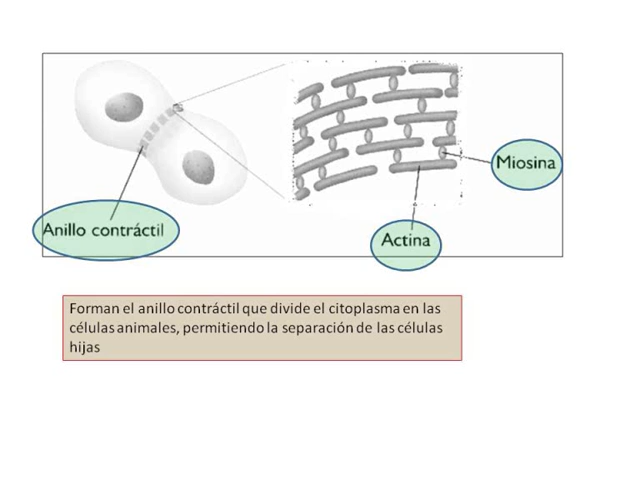 Miosina
Anillo contráctil
Actina
Forman el anillo contráctil que divide el citoplasma en las
células animales, permitiendo la separación de las células
hijas